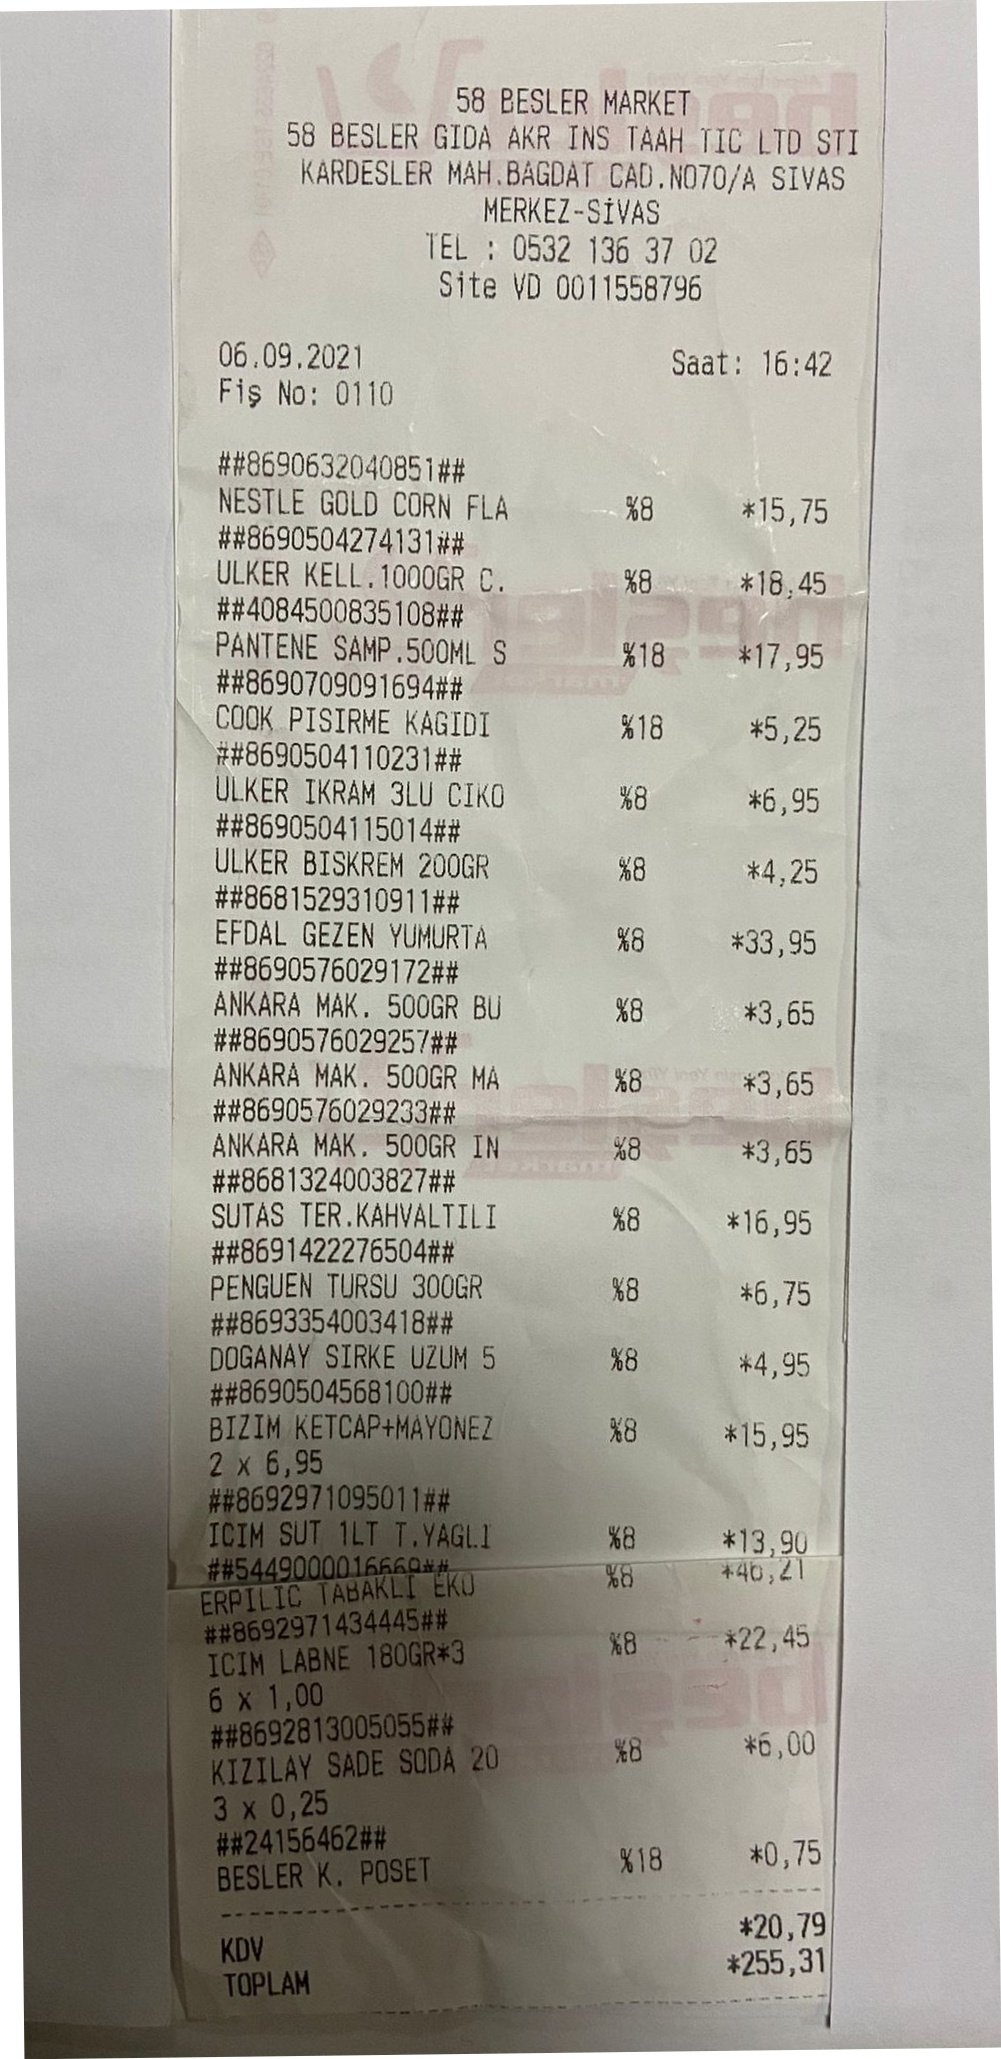 58 BESLER MARKET
58 BESLER GIDA AKR INS TAAH TIC LTD STI
KARDESLER MAH.BAGDAT CAD.NO70/A SIVAS
MERKEZ-SİVAS
TEL : 0532 136 37 02
Site VD 0011558796
06.09.2021 Saat: 16:42
Fiş No: 0110
##8690632040851##
NESTLE GOLD CORN FLA %8 *15,75
##8690504274131##
ULKER KELL.1000GR C. %8 *18,45
##4084500835108##
PANTENE SAMP.500ML S %18 *17,95
##8690709091694##
COOK PISIRME KAGIDI %18 *5,25
##8690504110231##
ULKER IKRAM 3LU CIKO %8 *6,95
##8690504115014##
ULKER BISKREM 200GR %8 *4,25
##8681529310911##
EFDAL GEZEN YUMURTA %8 *33,95
##8690576029172##
ANKARA MAK. 500GR BU %8 *3,65
##8690576029257##
ANKARA MAK. 500GR MA %8 *3,65
##8690576029233##
ANKARA MAK. 500GR IN %8 *3,65
##8681324003827##
SUTAS TER.KAHVALTILI %8 *16,95
##8691422276504##
PENGUEN TURSU 300GR %8 *6,75
##8693354003418##
DOGANAY SIRKE UZUM 5 %8 *4,95
##8690504568100##
BIZIM KETCAP+MAYONEZ %8 *15,95
2 x 6,95
##8692971095011##
ICIM SUT 1LT T.YAGLI %8 *13,90
##5449000016669##
ERPILIC TABAKLI EKO %8 *46,21
##8692971434445##
ICIM LABNE 180GR*3 %8 *22,45
6 x 1,00
##8692813005055##
KIZILAY SADE SODA 20 %8 *6,00
3 x 0,25
##24156462##
BESLER K. POSET %18 *0,75
KDV *20,79
TOPLAM *255,31